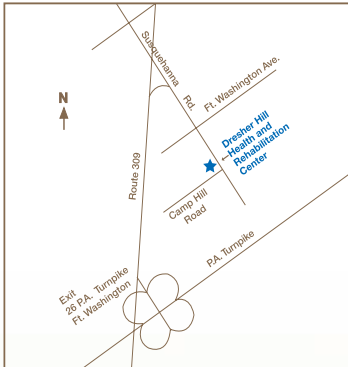 Susquehanna Rd.
Ft. Washington Ave.
N
Dresher Hill
Health and
Rehabilitation
Center
Route 309
Camp Hill
Road
P.A. Turnpike
Exit
26 P.A. Turnpike
Ft. Washington